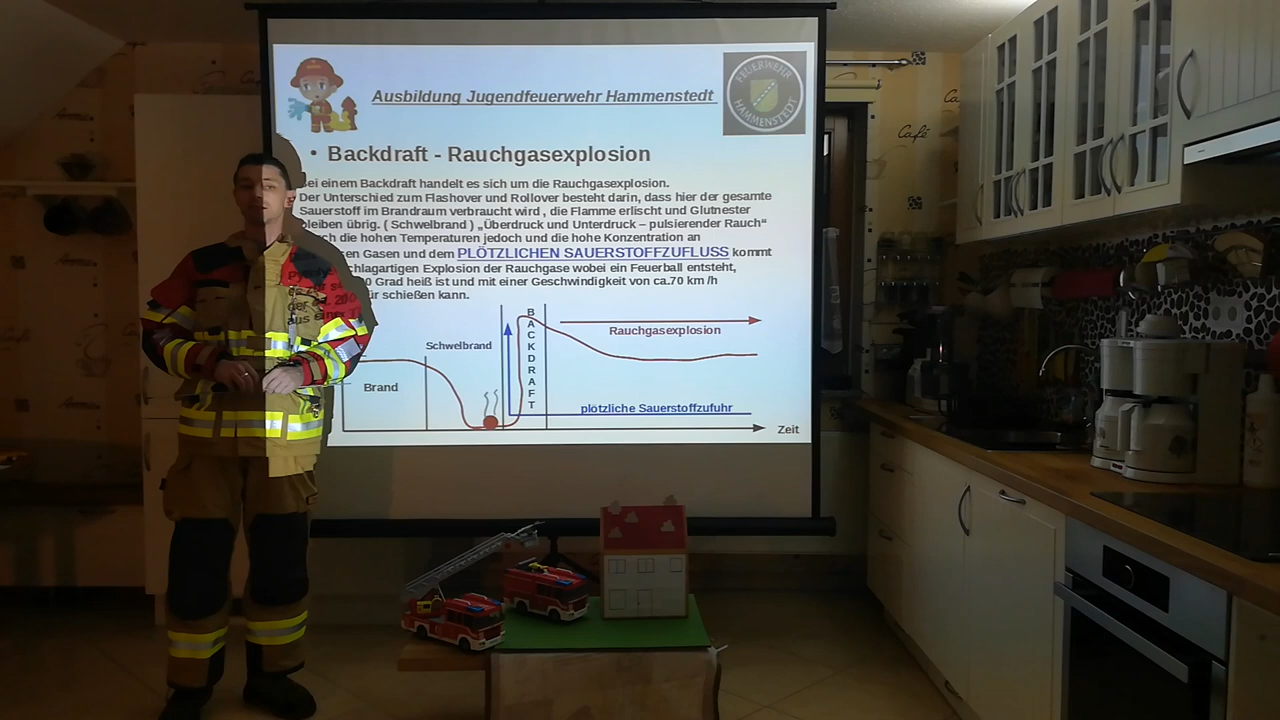 FEUERWEHR
HAMMENSTEDT
Ausbildung Jugendfeuerwehr Hammenstedt
• Backdraft - Rauchgasexplosion
ei einem Backdraft handelt es sich um die Rauchgasexplosion.
Der Unterschied zum Flashover und Rollover besteht darin, dass hier der gesamte
Sauerstoff im Brandraum verbraucht wird , die Flamme erlischt und Glutnester
bleiben übrig. ( Schwelbrand ) „Überdruck und Unterdruck – pulsierender Rauch“
die hohen Temperaturen jedoch und die hohe Konzentration an
en Gasen und dem PLÖTZLICHEN SAUERSTOFFZUFLUSS kommt
chlagartigen Explosion der Rauchgase wobei ein Feuerball entsteht,
Grad heiß ist und mit einer Geschwindigkeit von ca.70 km /h
schießen kann.
BACKDRAFT
Rauchgasexplosion
Schwelbrand
Brand
plötzliche Sauerstoffzufuhr
Zeit
Café